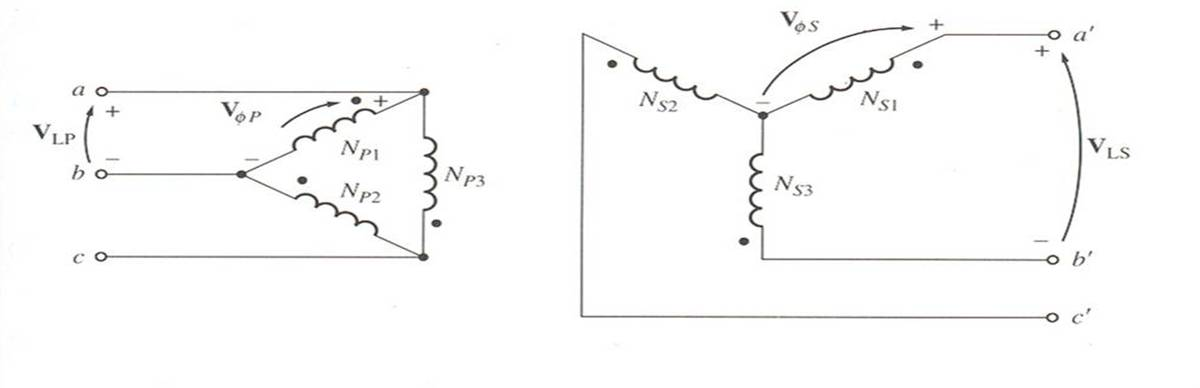 a
+
V_LP
−
b
c
V_ϕP
+
−
N_P1
N_P2
N_P3
V_ϕS
+
−
N_S2
N_S1
N_S3
a′
+
V_LS
−
b′
c′